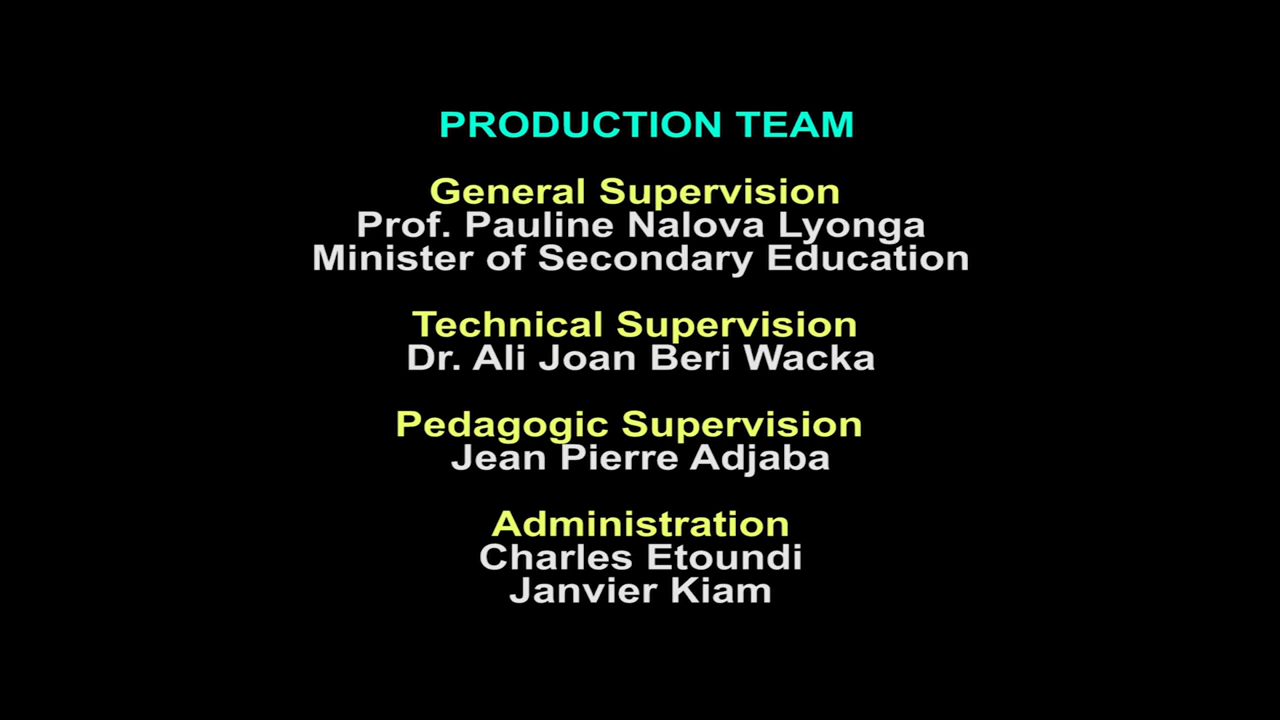 PRODUCTION TEAM
General Supervision
Prof. Pauline Nalova Lyonga
Minister of Secondary Education
Technical Supervision
Dr. Ali Joan Beri Wacka
Pedagogic Supervision
Jean Pierre Adjaba
Administration
Charles Etoundi
Janvier Kiam